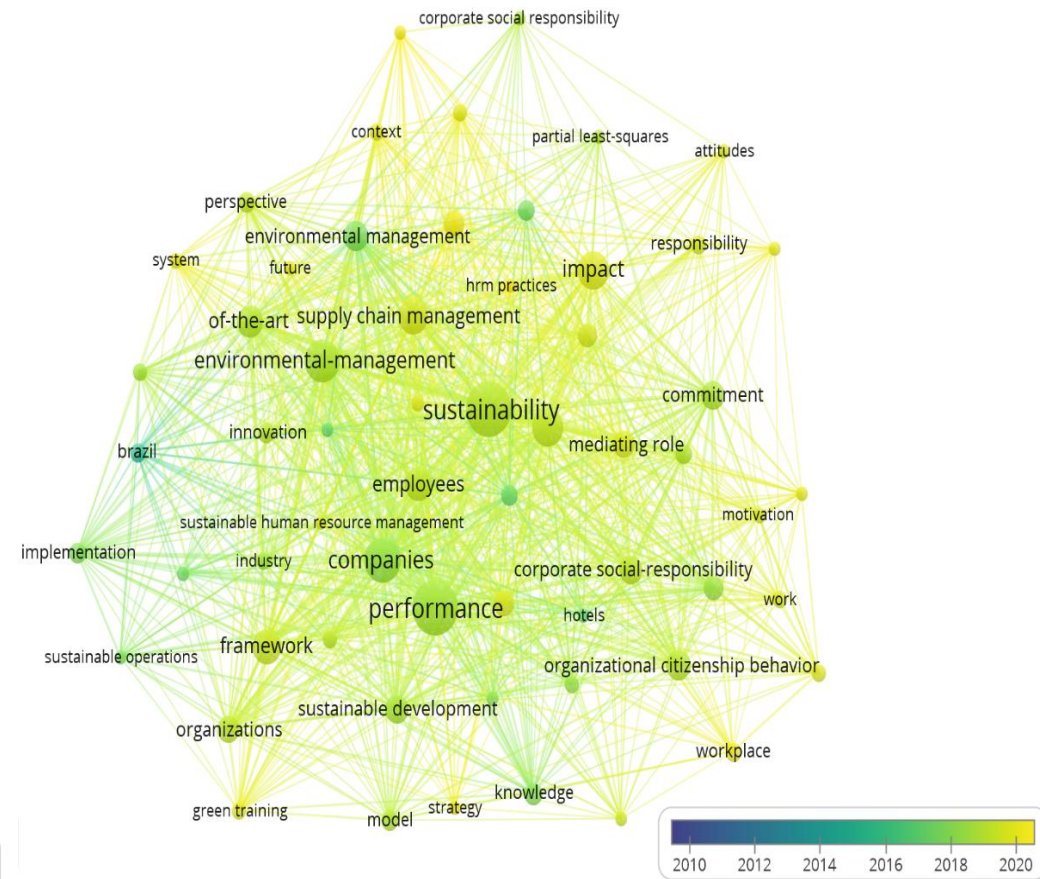 corporate social responsibility
context
partial least-squares
attitudes
perspective
environmental management
responsibility
system
future
impact
hrm practices
of-the-art
supply chain management
environmental-management
commitment
sustainability
innovation
mediating role
brazil
employees
motivation
sustainable human resource management
implementation
industry
companies
corporate social-responsibility
work
performance
hotels
framework
sustainable operations
organizational citizenship behavior
sustainable development
organizations
workplace
knowledge
green training
strategy
model
2010 2012 2014 2016 2018 2020